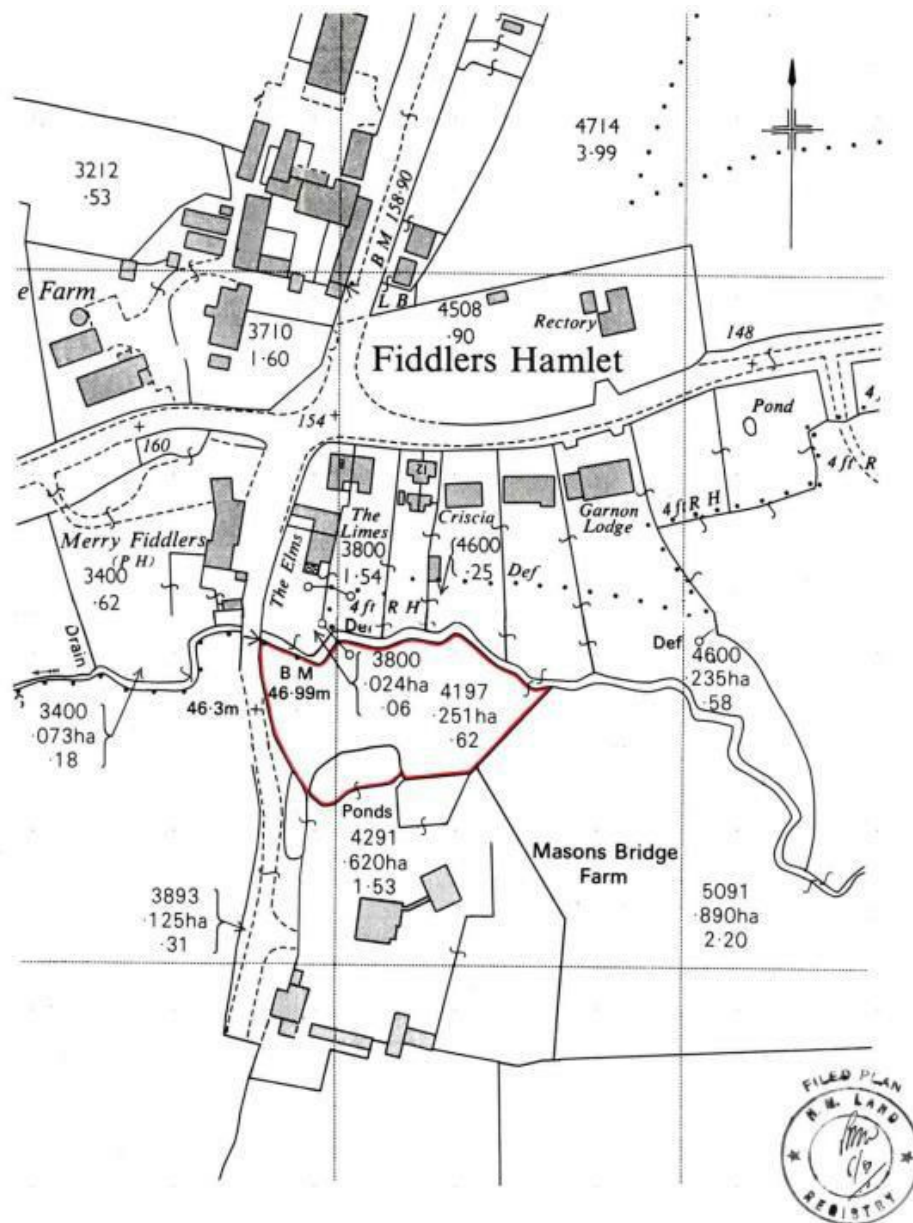 4714
3.99
3212
.53
B M 158.90
L B
e Farm
4508
.90
Rectory
148
3710
1.60
Fiddlers Hamlet
154
160
Pond
4 ft R
4 ft R H
8
12
The
Limes
3800
1.54
Criscia
4600
.25
Def
Garnon
Lodge
The Elms
Merry Fiddlers
(P H)
3400
.62
4 ft R H
Def
Drain
B M
46.99m
46.3m
3800
.024ha
.06
4197
.251ha
.62
Def
4600
.235ha
.58
3400
.073ha
.18
Ponds
4291
.620ha
1.53
Masons Bridge
Farm
3893
.125ha
.31
5091
.890ha
2.20
FILED PLAN
H.M. LAND
REGISTRY